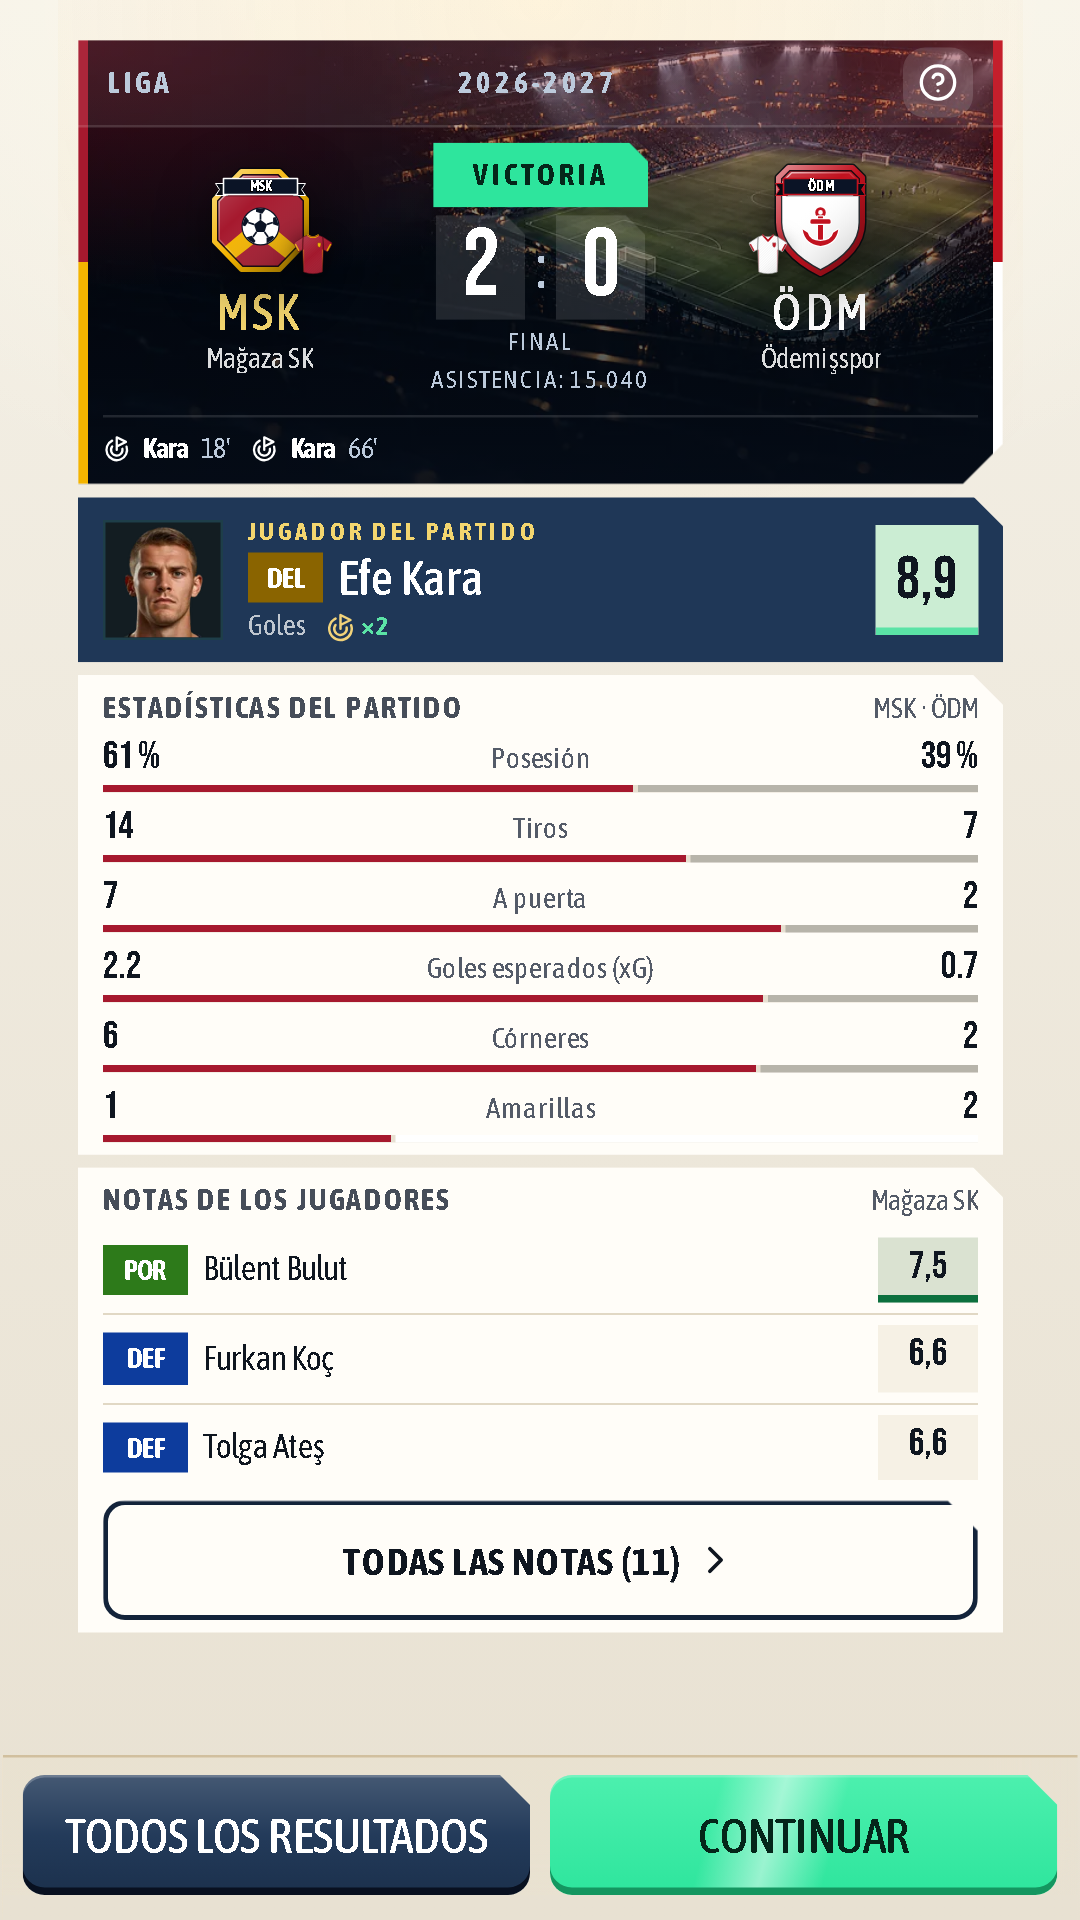 LIGA
2026-2027
VICTORIA
MSK
ÖDM
2 : 0
MSK
ÖDM
Mağaza SK
Ödemişspor
FINAL
ASISTENCIA: 15.040
Kara 18' Kara 66'
JUGADOR DEL PARTIDO
DEL Efe Kara
Goles ×2
8,9
ESTADÍSTICAS DEL PARTIDO MSK · ÖDM
61% Posesión 39%
14 Tiros 7
7 A puerta 2
2.2 Goles esperados (xG) 0.7
6 Córneres 2
1 Amarillas 2
NOTAS DE LOS JUGADORES Mağaza SK
POR Bülent Bulut 7,5
DEF Furkan Koç 6,6
DEF Tolga Ateş 6,6
TODAS LAS NOTAS (11)
TODOS LOS RESULTADOS
CONTINUAR